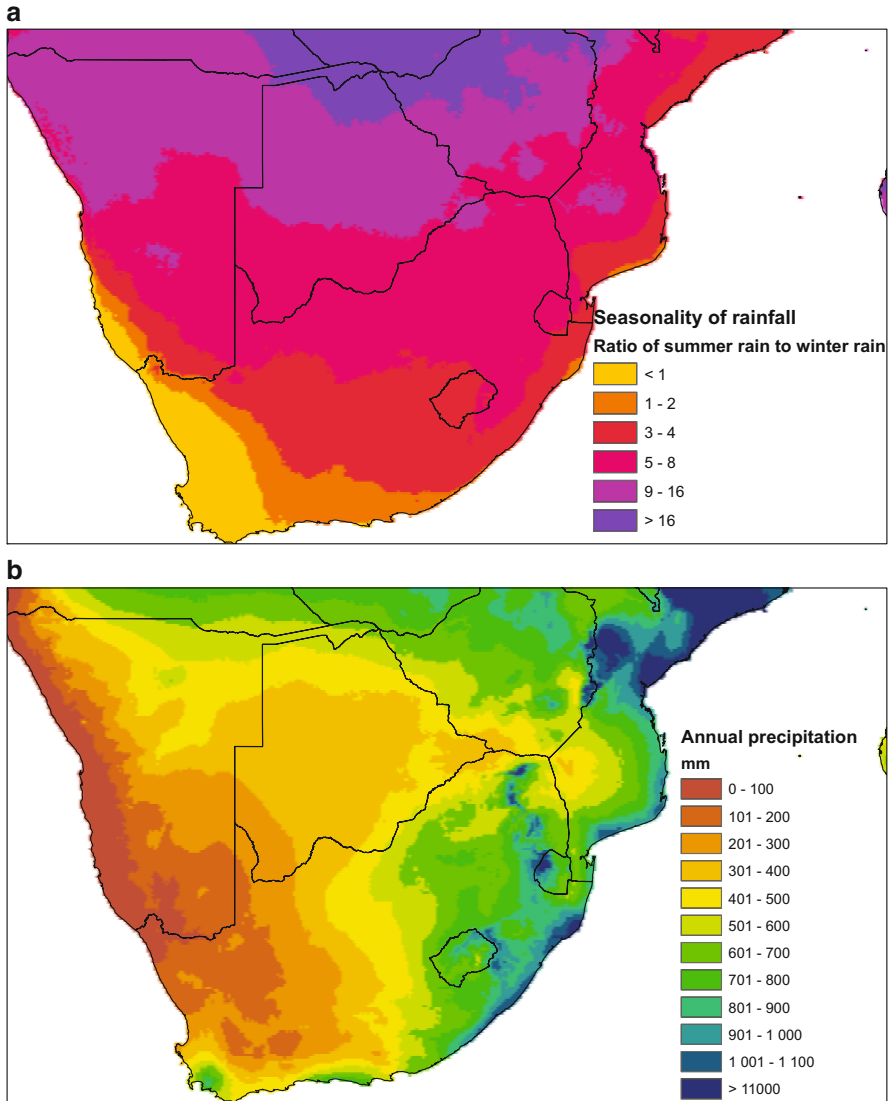 a
Seasonality of rainfall
Ratio of summer rain to winter rain
< 1
1 - 2
3 - 4
5 - 8
9 - 16
> 16
b
Annual precipitation
mm
0 - 100
101 - 200
201 - 300
301 - 400
401 - 500
501 - 600
601 - 700
701 - 800
801 - 900
901 - 1 000
1 001 - 1 100
> 11000